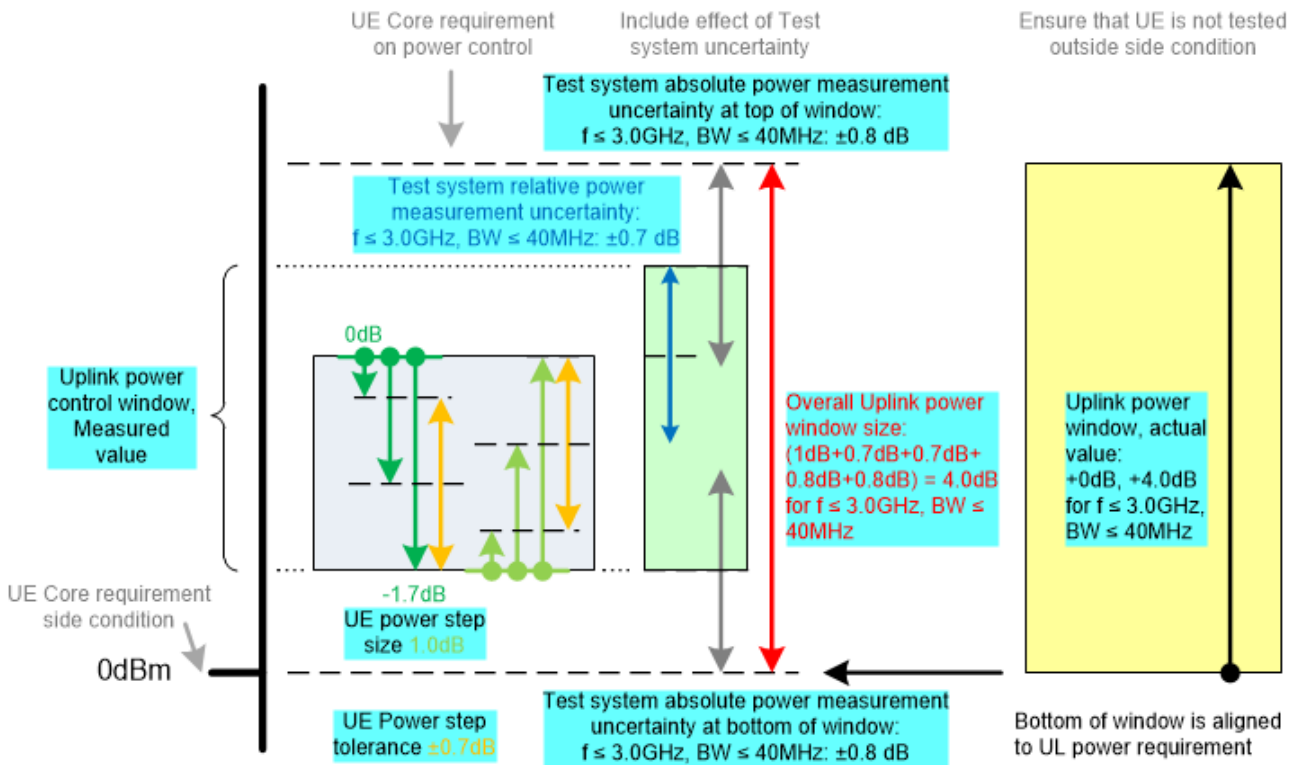 UE Core requirement
on power control
Include effect of Test
system uncertainty
Ensure that UE is not tested
outside side condition
Test system absolute power measurement
uncertainty at top of window:
f ≤ 3.0GHz, BW ≤ 40MHz: ±0.8 dB
Test system relative power
measurement uncertainty:
f ≤ 3.0GHz, BW ≤ 40MHz: ±0.7 dB
0dB
Uplink power
control window,
Measured
value
Overall Uplink power
window size:
(1dB+0.7dB+0.7dB+
0.8dB+0.8dB) = 4.0dB
for f ≤ 3.0GHz, BW ≤
40MHz
Uplink power
window, actual
value:
+0dB, +4.0dB
for f ≤ 3.0GHz,
BW ≤ 40MHz
-1.7dB
UE Core requirement
side condition
UE power step
size 1.0dB
0dBm
UE Power step
tolerance ±0.7dB
Test system absolute power measurement
uncertainty at bottom of window:
f ≤ 3.0GHz, BW ≤ 40MHz: ±0.8 dB
Bottom of window is aligned
to UL power requirement